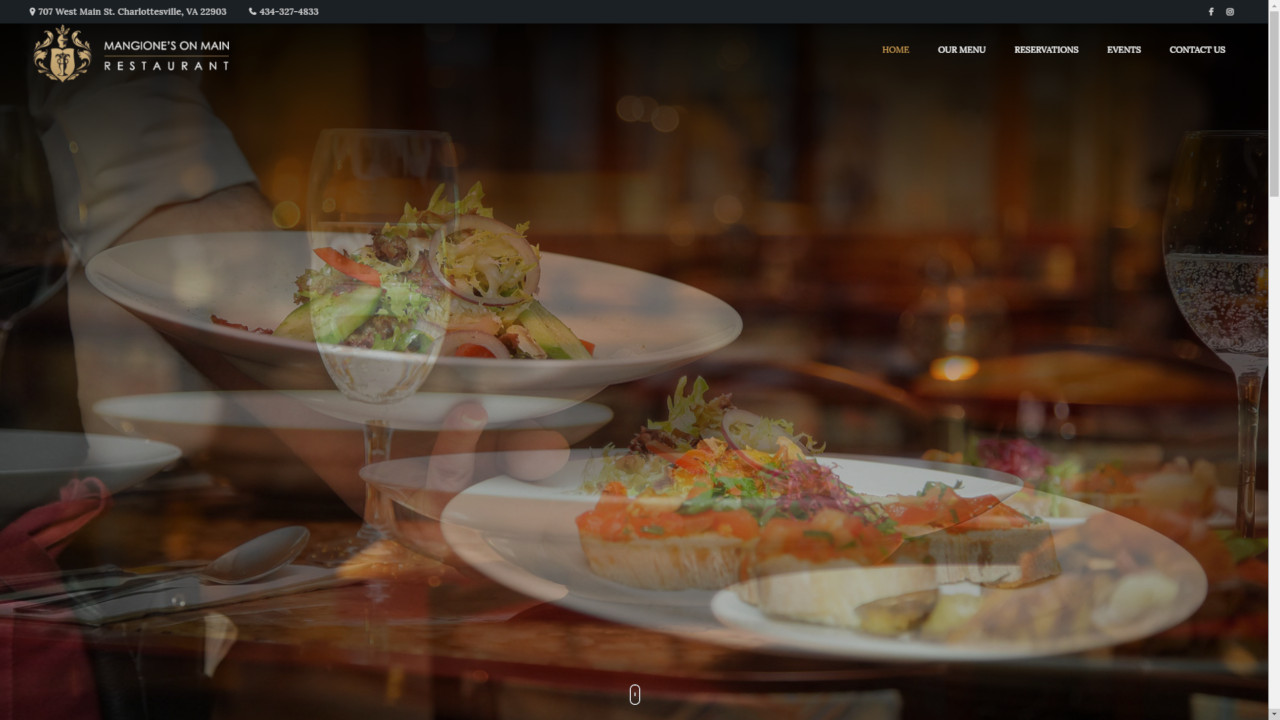 707 West Main St. Charlottesville, VA 22903
434-327-4833
MANGIONE'S ON MAIN
RESTAURANT
HOME
OUR MENU
RESERVATIONS
EVENTS
CONTACT US